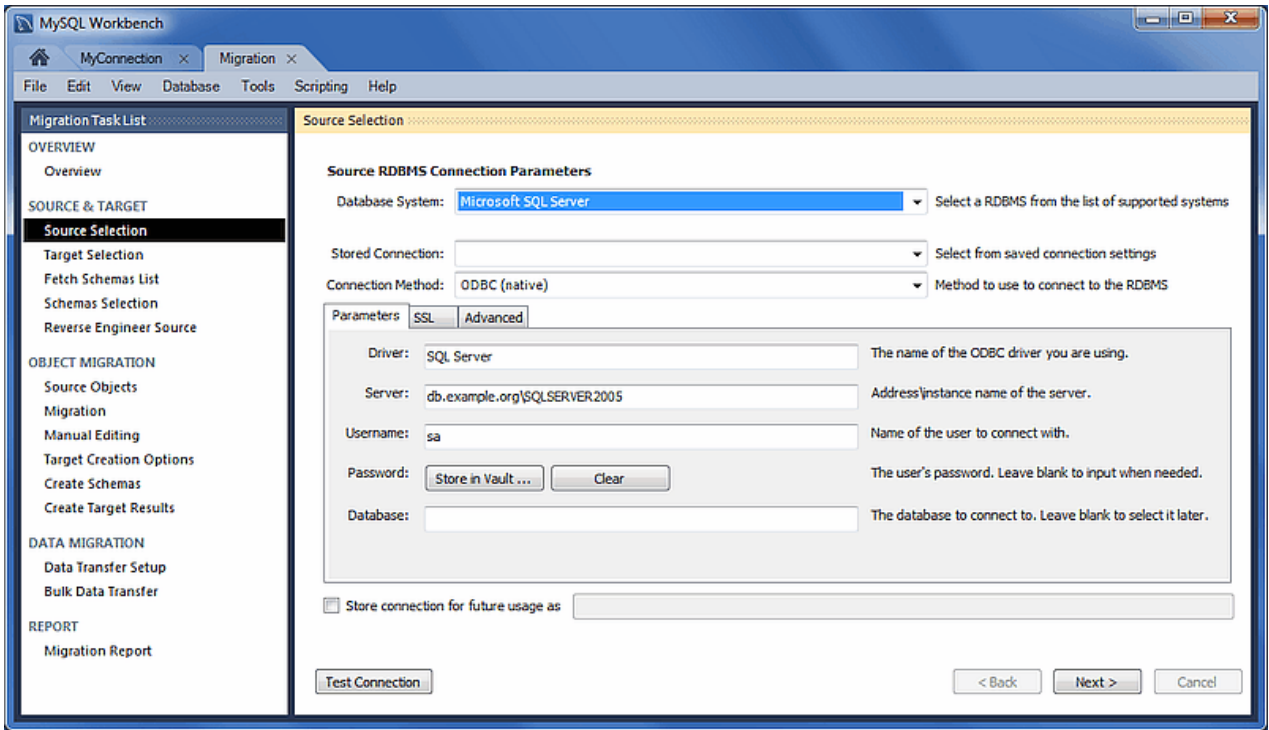 MySQL Workbench
MyConnection
Migration
File Edit View Database Tools Scripting Help
Migration Task List
OVERVIEW
Overview
SOURCE & TARGET
Source Selection
Target Selection
Fetch Schemas List
Schemas Selection
Reverse Engineer Source
OBJECT MIGRATION
Source Objects
Migration
Manual Editing
Target Creation Options
Create Schemas
Create Target Results
DATA MIGRATION
Data Transfer Setup
Bulk Data Transfer
REPORT
Migration Report
Source Selection
Source RDBMS Connection Parameters
Database System: Microsoft SQL Server Select a RDBMS from the list of supported systems
Stored Connection: Select from saved connection settings
Connection Method: ODBC (native) Method to use to connect to the RDBMS
Parameters SSL Advanced
Driver: SQL Server The name of the ODBC driver you are using.
Server: db.example.org\SQLSERVER2005 Address\instance name of the server.
Username: sa Name of the user to connect with.
Password: Store in Vault ... Clear The user's password. Leave blank to input when needed.
Database: The database to connect to. Leave blank to select it later.
Store connection for future usage as
Test Connection < Back Next > Cancel